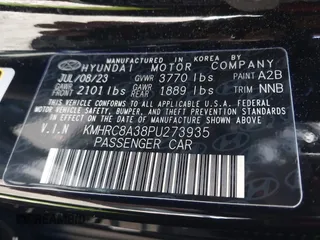 MANUFACTURED IN KOREA BY
HYUNDAI MOTOR COMPANY
JUL/08/23 GVWR 3770 lbs PAINT A2B
GAWR FRONT 2101 lbs GAWR REAR 1889 lbs TRIM NNB
THIS VEHICLE CONFORMS TO ALL APPLICABLE U.S. FEDERAL
MOTOR VEHICLE SAFETY, BUMPER, AND THEFT PREVENTION
STANDARDS IN EFFECT ON THE DATE OF MANUFACTURE SHOWN ABOVE.
V.I.N KMHRC8A38PU273935
PASSENGER CAR